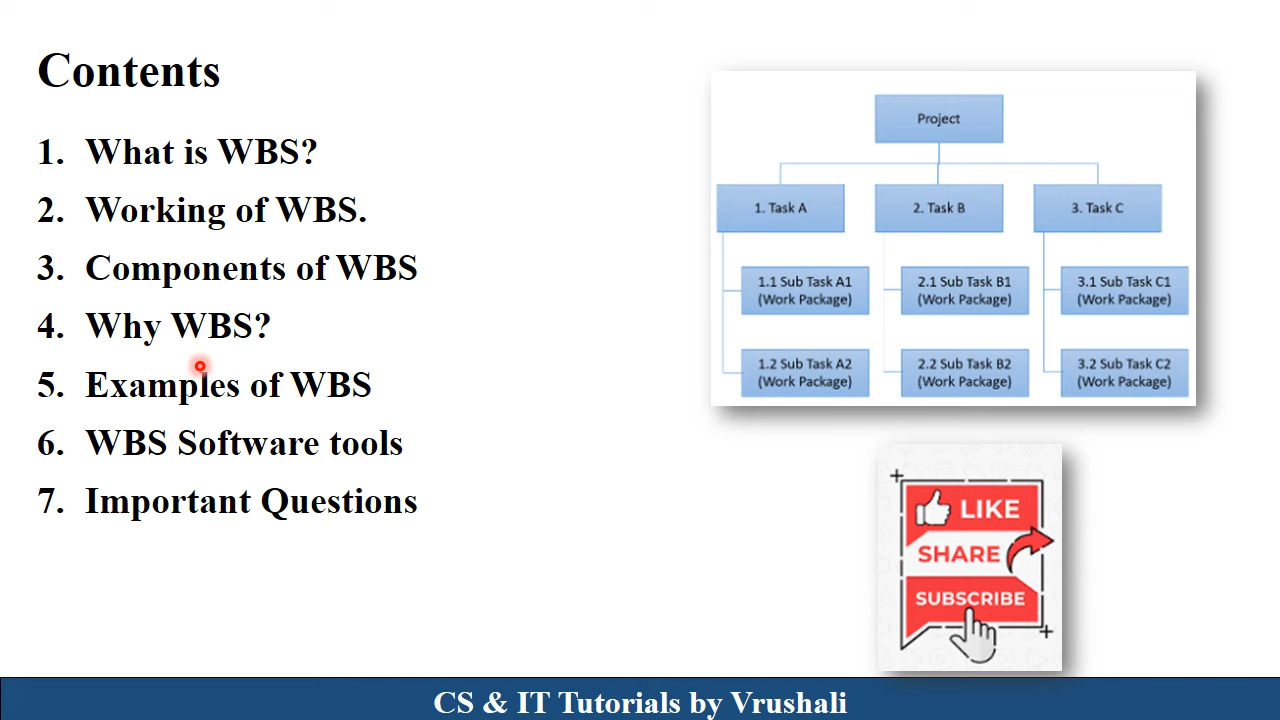 Contents
1. What is WBS?
2. Working of WBS.
3. Components of WBS
4. Why WBS?
5. Examples of WBS
6. WBS Software tools
7. Important Questions
Project
1. Task A
2. Task B
3. Task C
1.1 Sub Task A1
(Work Package)
2.1 Sub Task B1
(Work Package)
3.1 Sub Task C1
(Work Package)
1.2 Sub Task A2
(Work Package)
2.2 Sub Task B2
(Work Package)
3.2 Sub Task C2
(Work Package)
LIKE
SHARE
SUBSCRIBE
CS & IT Tutorials by Vrushali